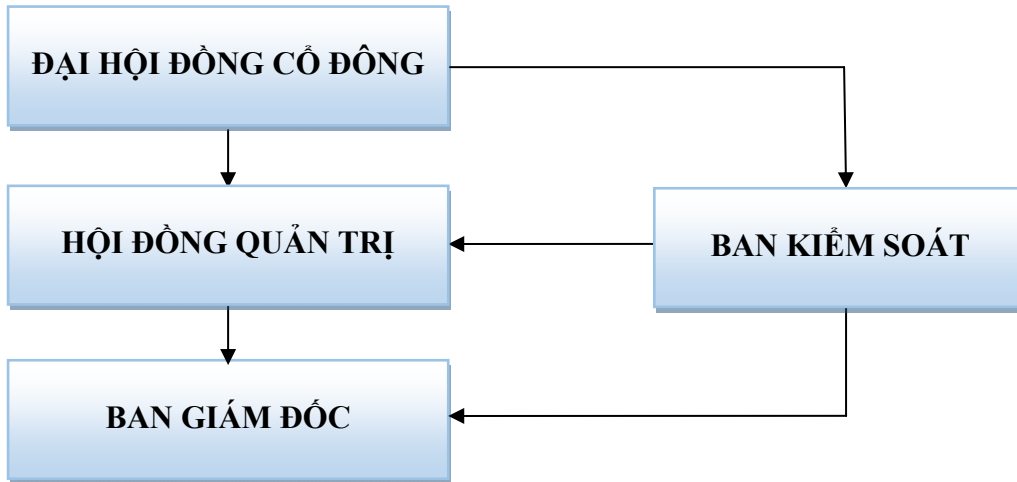 ĐẠI HỘI ĐỒNG CỔ ĐÔNG
HỘI ĐỒNG QUẢN TRỊ
BAN KIỂM SOÁT
BAN GIÁM ĐỐC